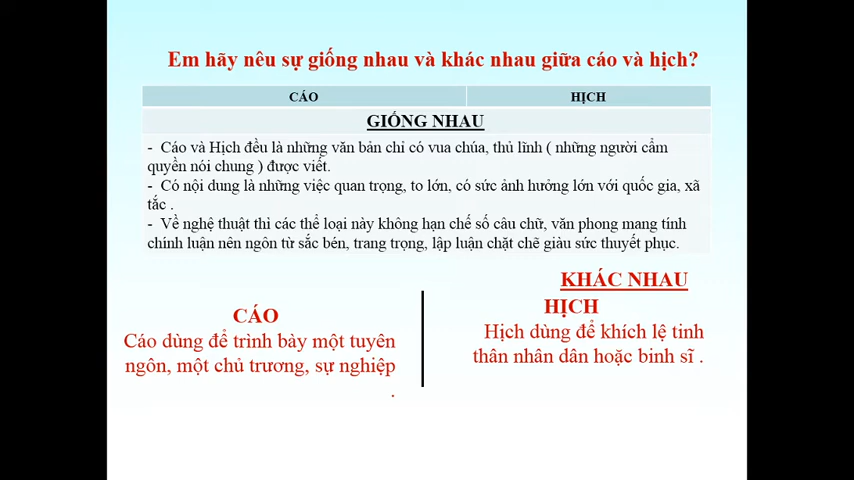 Em hãy nêu sự giống nhau và khác nhau giữa cáo và hịch?
CÁO HỊCH
GIỐNG NHAU
- Cáo và Hịch đều là những văn bản chỉ có vua chúa, thủ lĩnh ( những người cầm
quyền nói chung ) được viết.
- Có nội dung là những việc quan trọng, to lớn, có sức ảnh hưởng lớn với quốc gia, xã
tắc .
- Về nghệ thuật thì các thể loại này không hạn chế số câu chữ, văn phong mang tính
chính luận nên ngôn từ sắc bén, trang trọng, lập luận chặt chẽ giàu sức thuyết phục.
KHÁC NHAU
CÁO
Cáo dùng để trình bày một tuyên
ngôn, một chủ trương, sự nghiệp
.
HỊCH
Hịch dùng để khích lệ tinh
thân nhân dân hoặc binh sĩ .